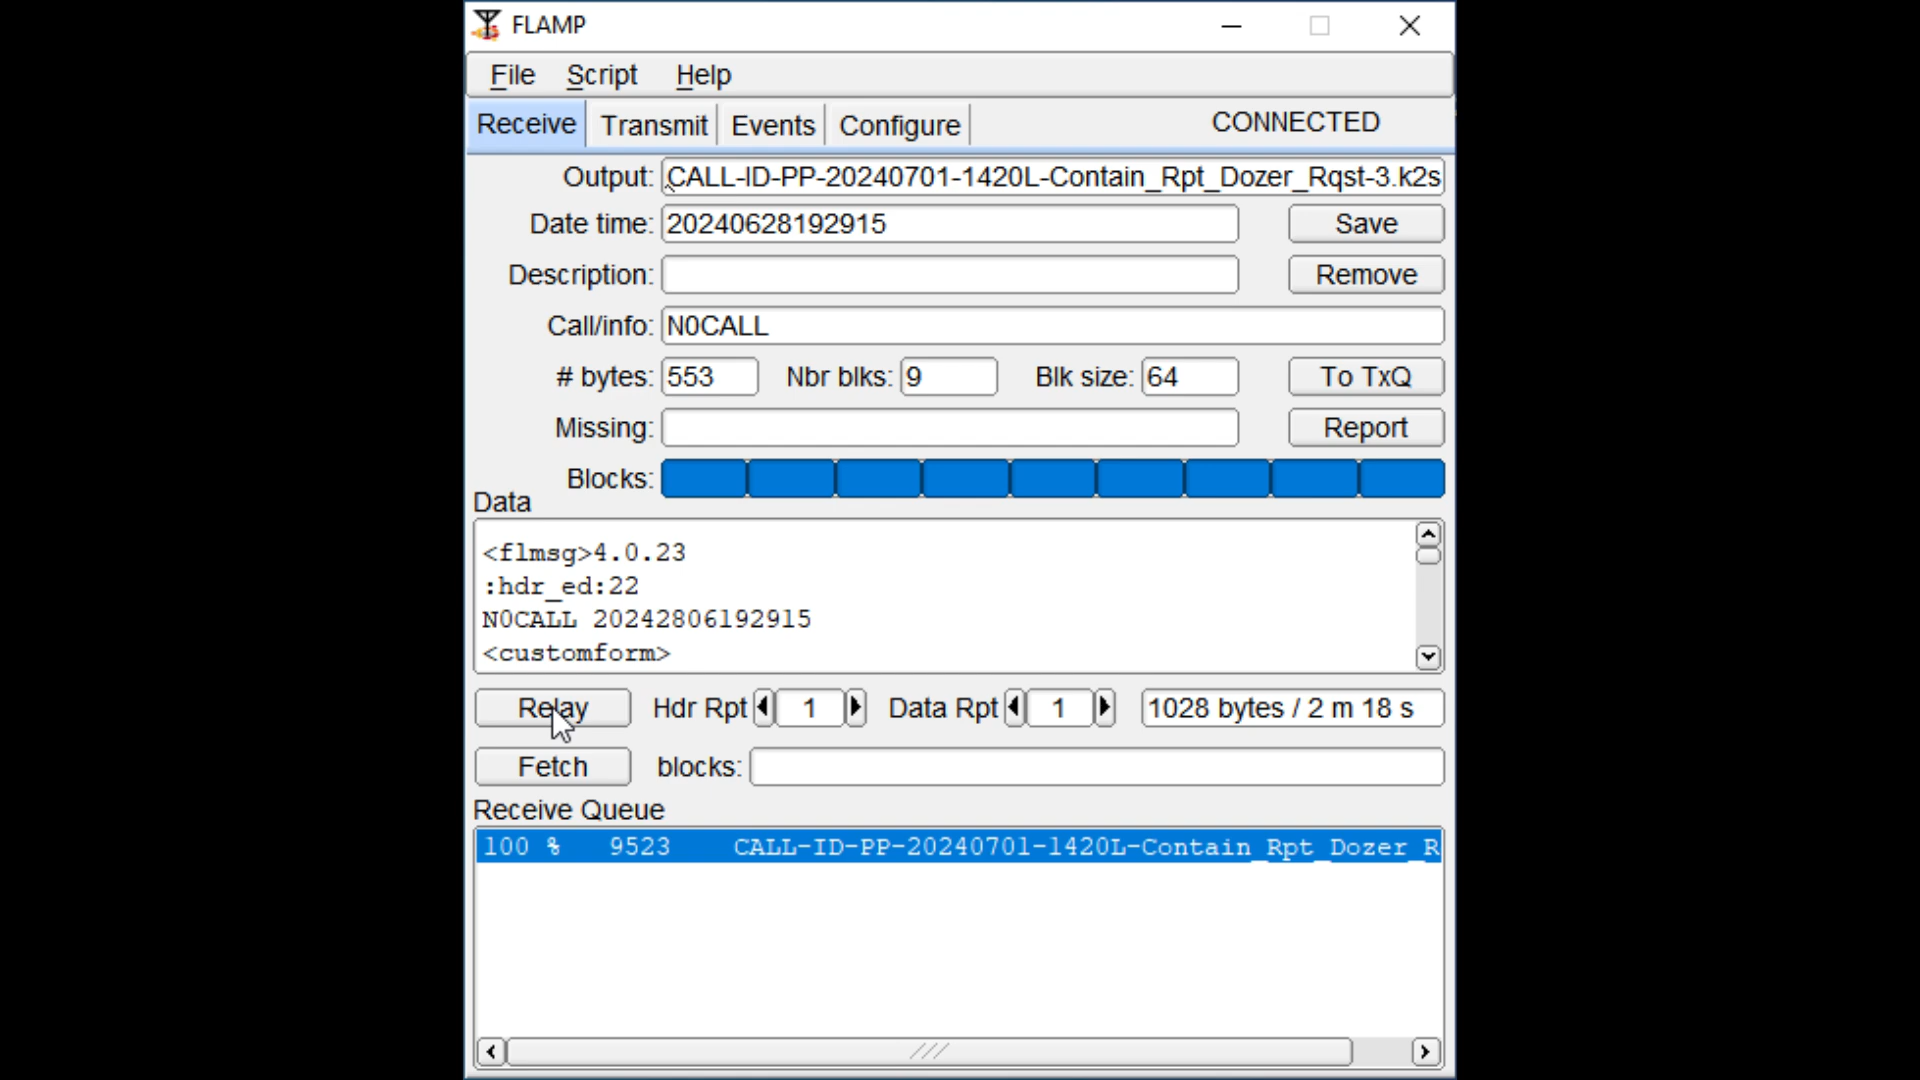 FLAMP
File Script Help
Receive Transmit Events Configure CONNECTED
Output: CALL-ID-PP-20240701-1420L-Contain_Rpt_Dozer_Rqst-3.k2s
Date time: 20240628192915 Save
Description: Remove
Call/info: N0CALL
# bytes: 553 Nbr blks: 9 Blk size: 64 To TxQ
Missing: Report
Blocks:
Data
<flmsg>4.0.23
:hdr_ed:22
N0CALL 20242806192915
<customform>
Relay Hdr Rpt 1 Data Rpt 1 1028 bytes / 2 m 18 s
Fetch blocks:
Receive Queue
100 % 9523 CALL-ID-PP-20240701-1420L-Contain_Rpt_Dozer_R